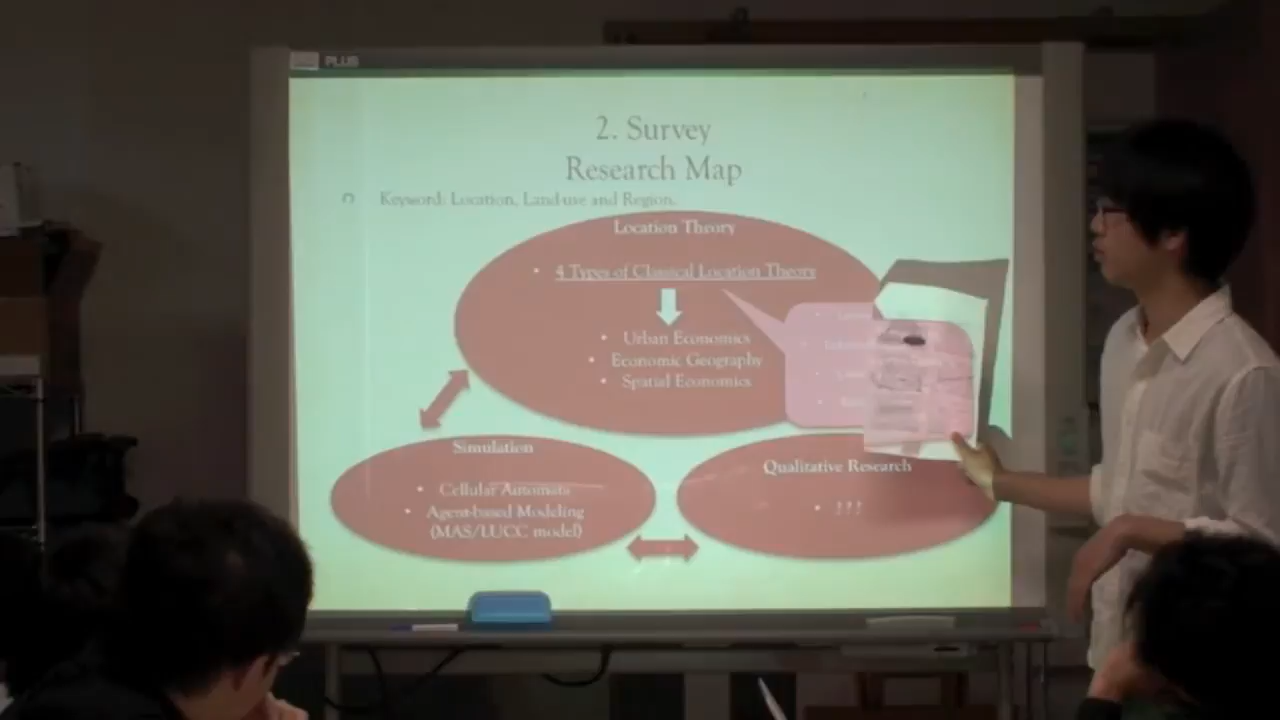 PLUS
2. Survey
Research Map
Keyword: Location, Land-use and Region.
Location Theory
• 4 Types of Classical Location Theory
• Urban Economics
• Economic Geography
• Spatial Economics
Simulation
• Cellular Automata
• Agent-based Modeling
(MAS/LUCC model)
Qualitative Research
• ???